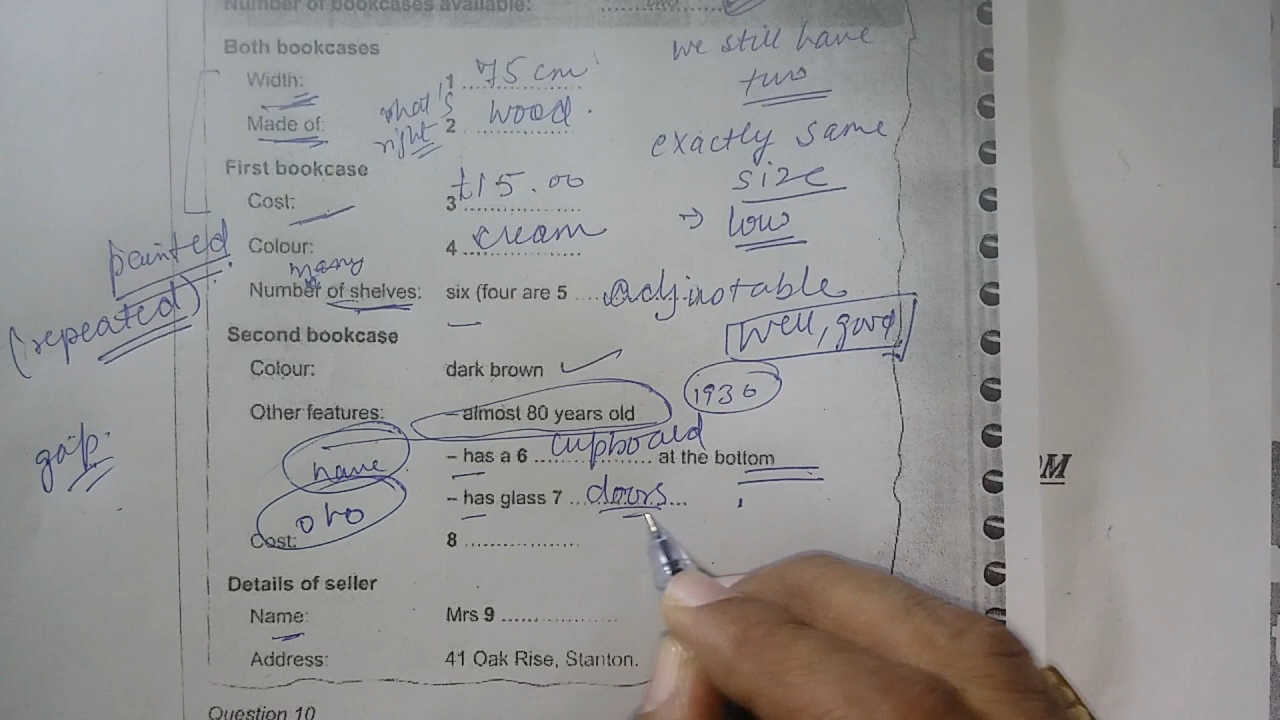 Number of bookcases available:
Both bookcases
we still have
Width: 1 75 cm
two
Made of: what's right 2 wood.
exactly same
First bookcase
size
Cost: 3 £15.00
→ low
Colour: 4 cream
painted
many
Number of shelves: six (four are 5 adjustable
(repeated)
Well, good
Second bookcase
Colour: dark brown
1936
Other features: – almost 80 years old
gap.
– has a 6 cupboard at the bottom
have
– has glass 7 doors
Cost: 8
Details of seller
Name: Mrs 9
Address: 41 Oak Rise, Stanton.
Question 10